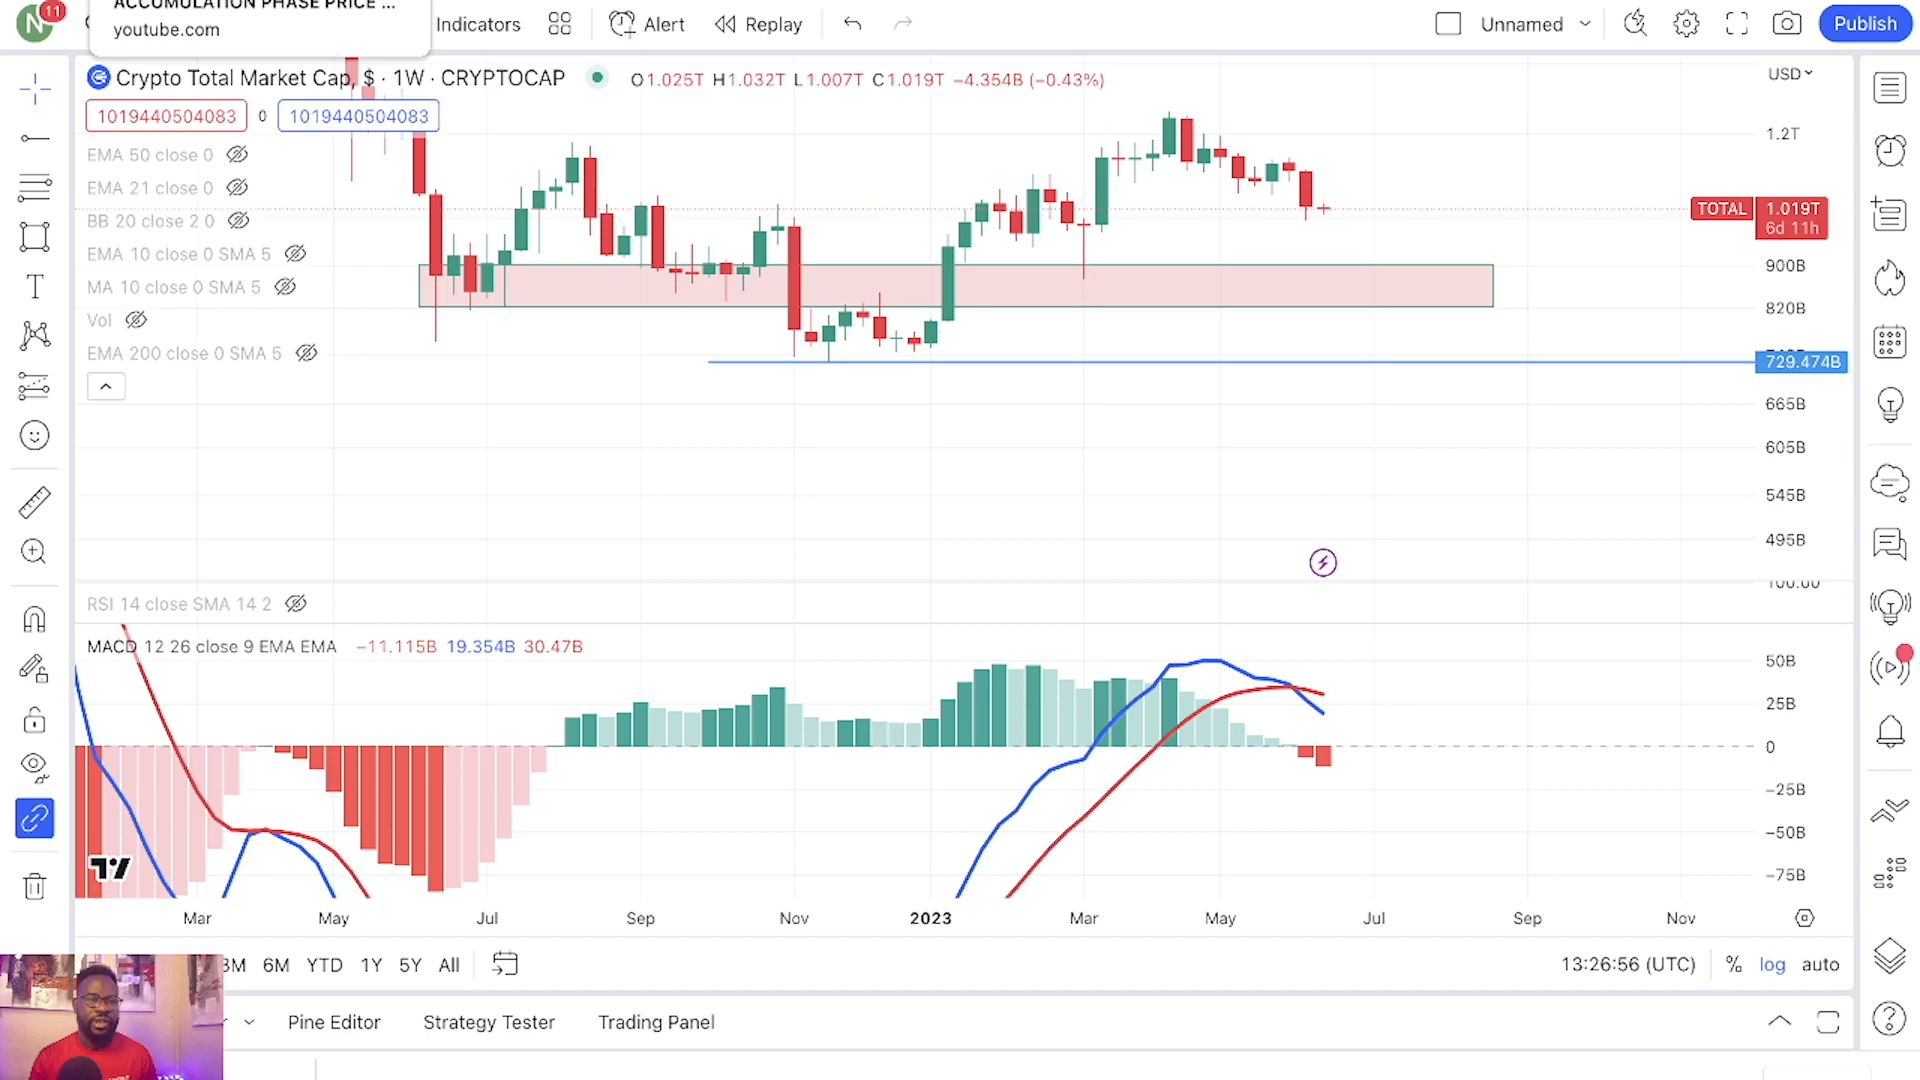 N
11
ACCUMULATION PHASE PRICE ...
youtube.com
Indicators
Alert
Replay
Unnamed
Publish
Crypto Total Market Cap, $ · 1W · CRYPTOCAP
O1.025T H1.032T L1.007T C1.019T −4.354B (−0.43%)
USD
1019440504083 0 1019440504083
EMA 50 close 0
EMA 21 close 0
BB 20 close 2 0
EMA 10 close 0 SMA 5
MA 10 close 0 SMA 5
Vol
EMA 200 close 0 SMA 5
1.2T
TOTAL 1.019T
6d 11h
900B
820B
729.474B
665B
605B
545B
495B
100.00
RSI 14 close SMA 14 2
MACD 12 26 close 9 EMA EMA −11.115B 19.354B 30.47B
50B
25B
0
−25B
−50B
−75B
Mar May Jul Sep Nov 2023 Mar May Jul Sep Nov
3M 6M YTD 1Y 5Y All
13:26:56 (UTC) % log auto
Pine Editor Strategy Tester Trading Panel